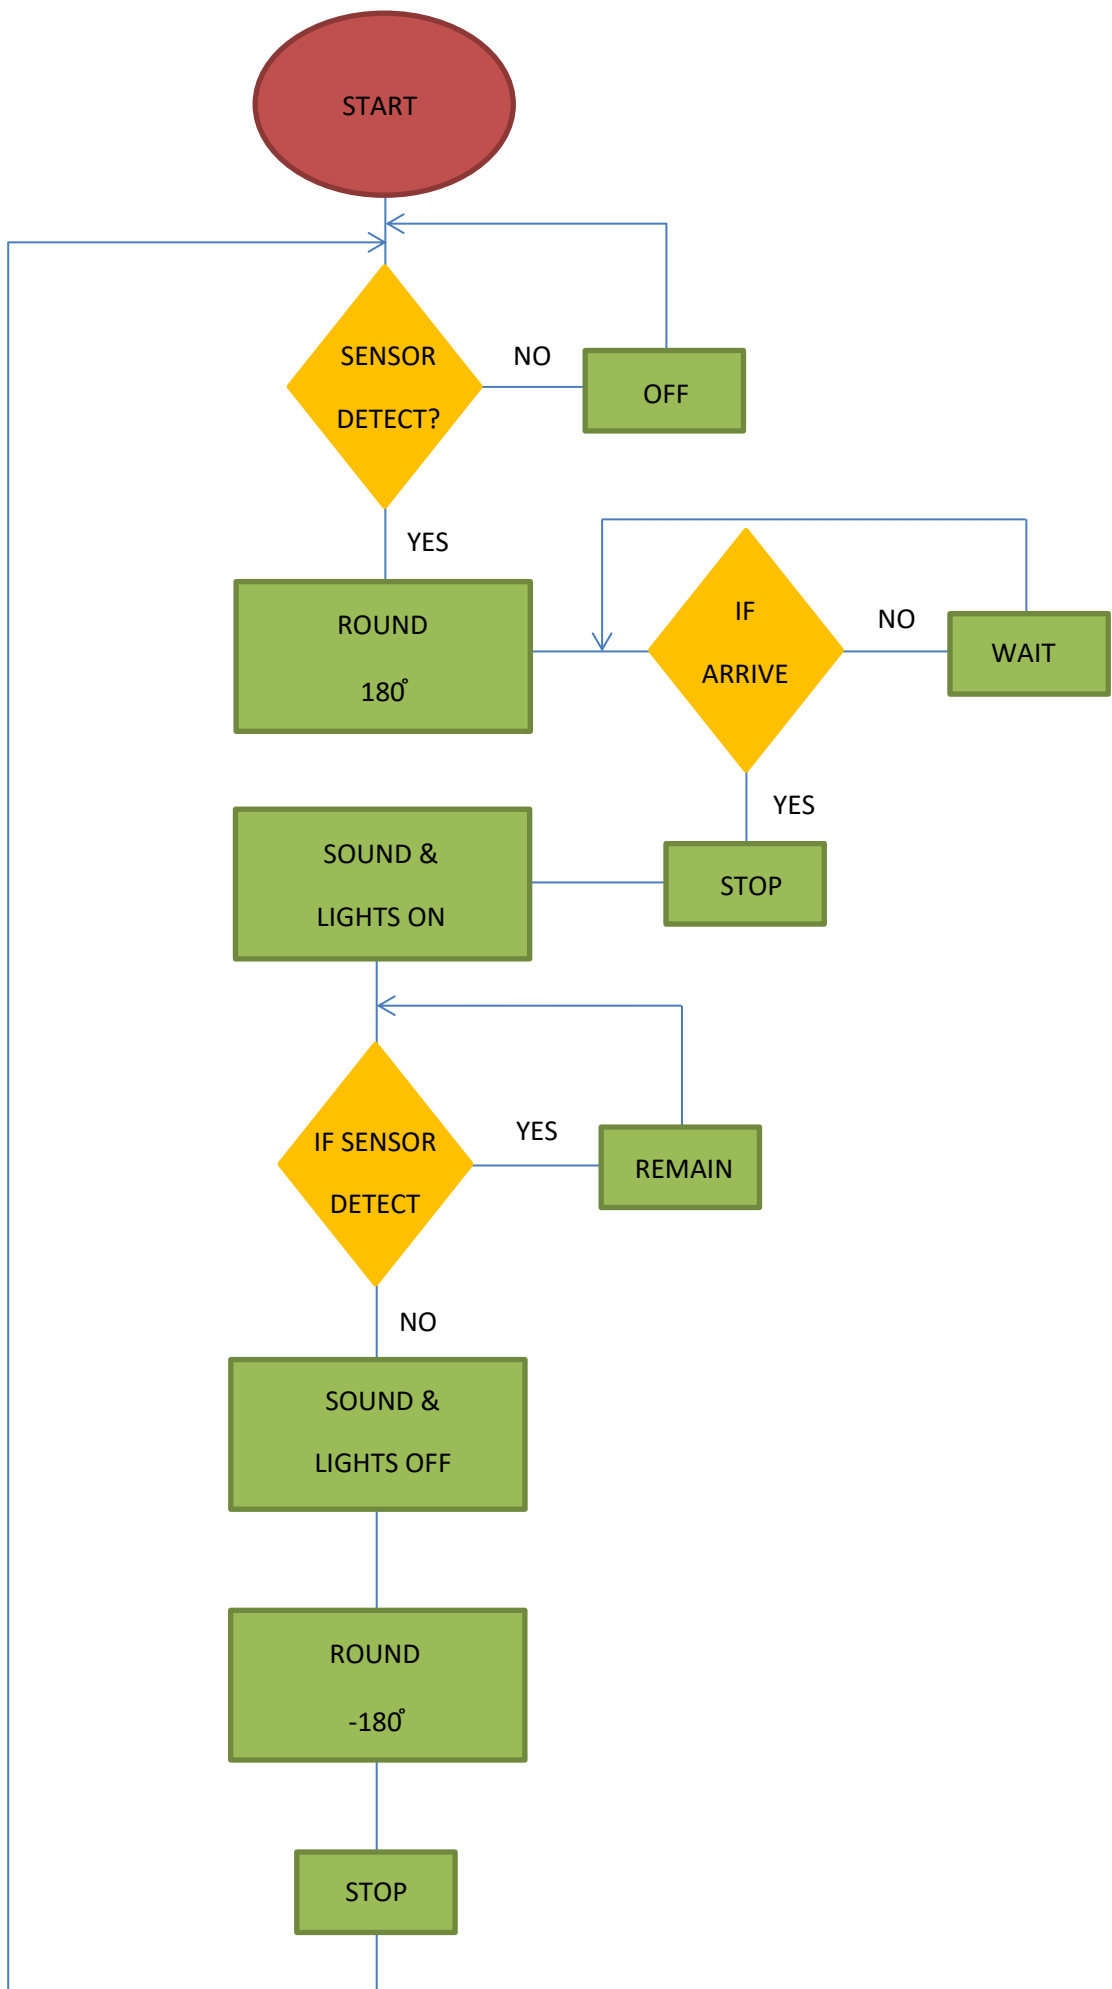 START
SENSOR
DETECT?
NO
OFF
YES
ROUND
180°
IF
ARRIVE
NO
WAIT
YES
STOP
SOUND &
LIGHTS ON
IF SENSOR
DETECT
YES
REMAIN
NO
SOUND &
LIGHTS OFF
ROUND
-180°
STOP